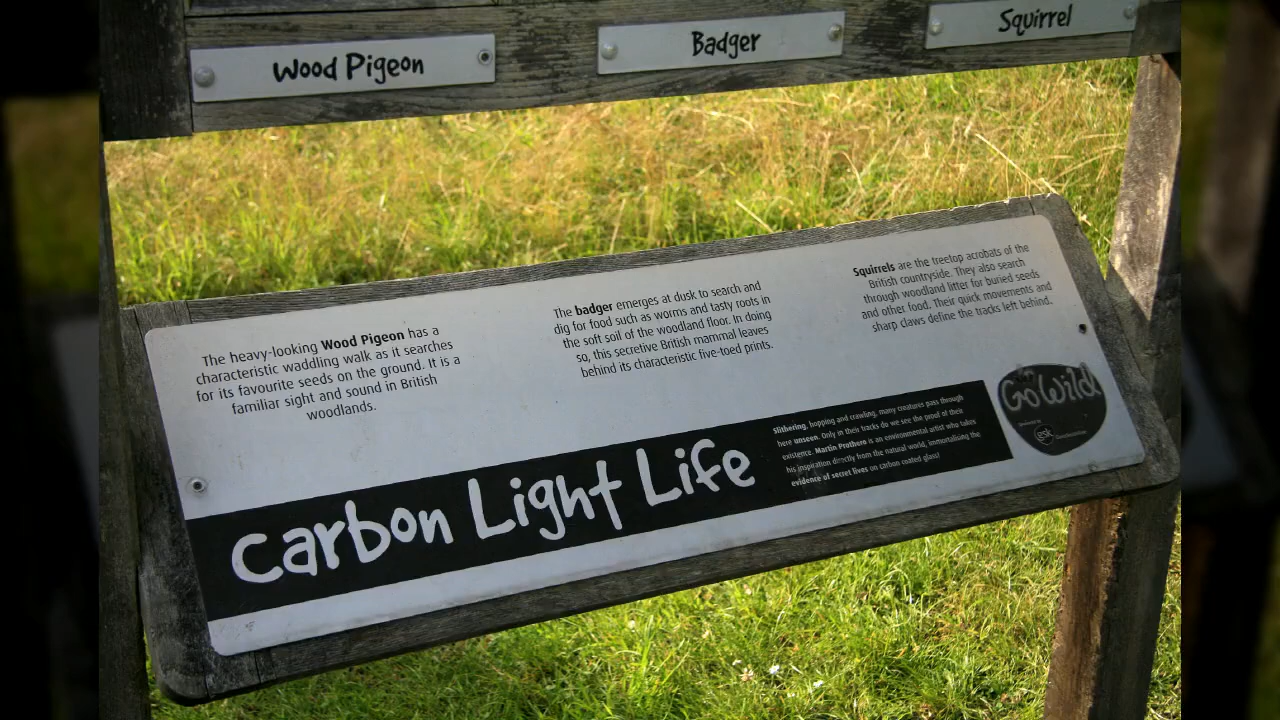 Wood Pigeon
Badger
Squirrel
The heavy-looking Wood Pigeon has a
characteristic waddling walk as it searches
for its favourite seeds on the ground. It is a
familiar sight and sound in British
woodlands.
The badger emerges at dusk to search and
dig for food such as worms and tasty roots in
the soft soil of the woodland floor. In doing
so, this secretive British mammal leaves
behind its characteristic five-toed prints.
Squirrels are the treetop acrobats of the
British countryside. They also search
through woodland litter for buried seeds
and other food. Their quick movements and
sharp claws define the tracks left behind.
Carbon Light Life
Slithering, hopping and crawling, many creatures pass through
here unseen. Only in their tracks do we see the proof of their
existence. Martin Prothero is an environmental artist who takes
his inspiration directly from the natural world, immortalising the
evidence of secret lives on carbon coated glass!
Go Wild
gsk